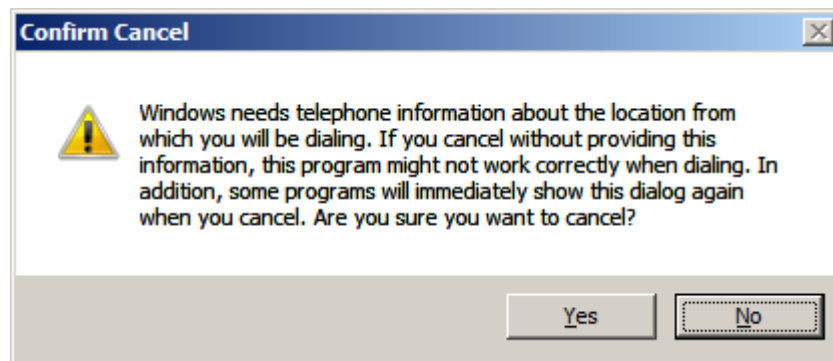 Confirm Cancel
Windows needs telephone information about the location from
which you will be dialing. If you cancel without providing this
information, this program might not work correctly when dialing. In
addition, some programs will immediately show this dialog again
when you cancel. Are you sure you want to cancel?
Yes
No